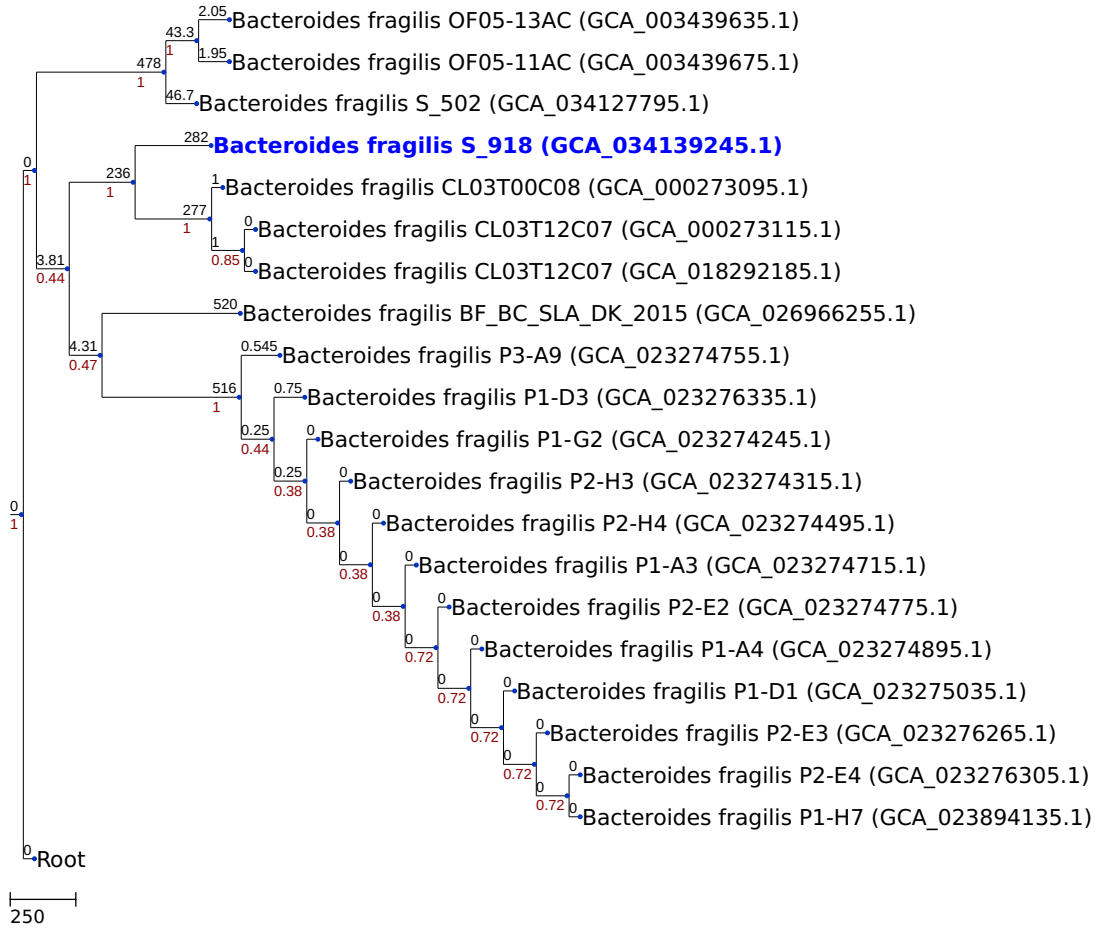 2.05
Bacteroides fragilis OF05-13AC (GCA_003439635.1)
43.3
1
1.95
Bacteroides fragilis OF05-11AC (GCA_003439675.1)
478
1
46.7
Bacteroides fragilis S_502 (GCA_034127795.1)
282
Bacteroides fragilis S_918 (GCA_034139245.1)
0
1
236
1
1
Bacteroides fragilis CL03T00C08 (GCA_000273095.1)
277
1
0
Bacteroides fragilis CL03T12C07 (GCA_000273115.1)
1
0.85
0
Bacteroides fragilis CL03T12C07 (GCA_018292185.1)
3.81
0.44
520
Bacteroides fragilis BF_BC_SLA_DK_2015 (GCA_026966255.1)
4.31
0.47
0.545
Bacteroides fragilis P3-A9 (GCA_023274755.1)
516
1
0.75
Bacteroides fragilis P1-D3 (GCA_023276335.1)
0.25
0.44
0
Bacteroides fragilis P1-G2 (GCA_023274245.1)
0.25
0.38
0
Bacteroides fragilis P2-H3 (GCA_023274315.1)
0
1
0
0.38
0
Bacteroides fragilis P2-H4 (GCA_023274495.1)
0
0.38
0
Bacteroides fragilis P1-A3 (GCA_023274715.1)
0
0.38
0
Bacteroides fragilis P2-E2 (GCA_023274775.1)
0
0.72
0
Bacteroides fragilis P1-A4 (GCA_023274895.1)
0
0.72
0
Bacteroides fragilis P1-D1 (GCA_023275035.1)
0
0.72
0
Bacteroides fragilis P2-E3 (GCA_023276265.1)
0
0.72
0
Bacteroides fragilis P2-E4 (GCA_023276305.1)
0
0.72
0
Bacteroides fragilis P1-H7 (GCA_023894135.1)
0
Root
250